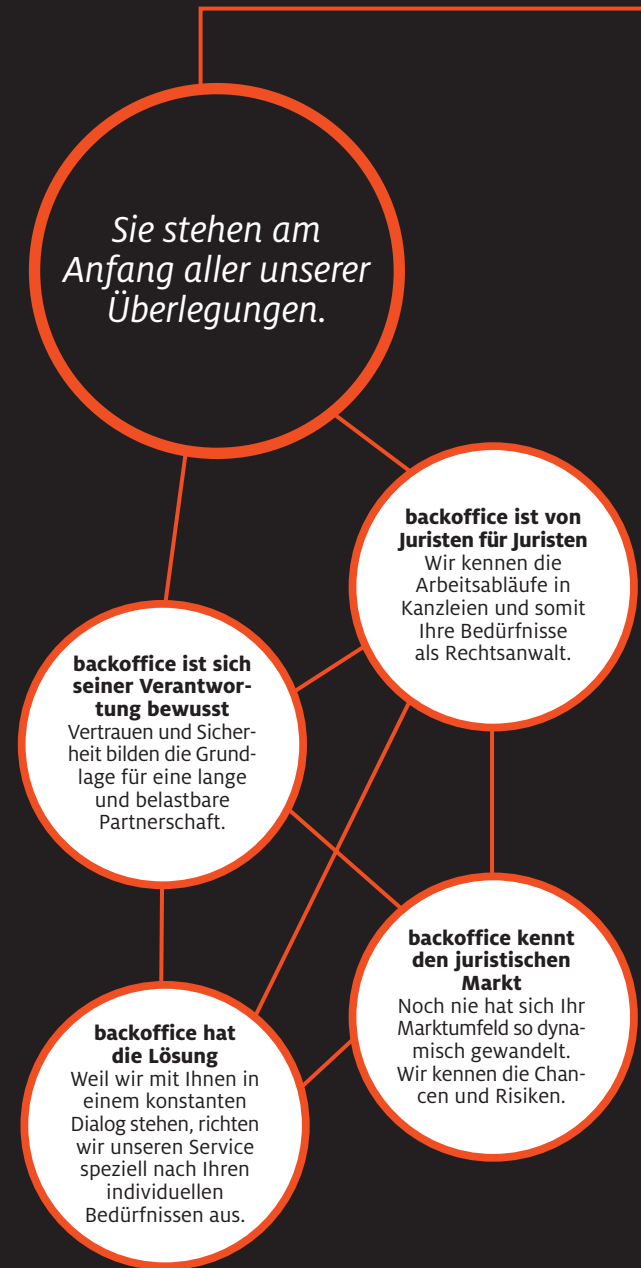 Sie stehen am
Anfang aller unserer
Überlegungen.
backoffice ist von
Juristen für Juristen
Wir kennen die
Arbeitsabläufe in
Kanzleien und somit
Ihre Bedürfnisse
als Rechtsanwalt.
backoffice ist sich
seiner Verantwor-
tung bewusst
Vertrauen und Sicher-
heit bilden die Grund-
lage für eine lange
und belastbare
Partnerschaft.
backoffice kennt
den juristischen
Markt
Noch nie hat sich Ihr
Marktumfeld so dyna-
misch gewandelt.
Wir kennen die Chan-
cen und Risiken.
backoffice hat
die Lösung
Weil wir mit Ihnen in
einem konstanten
Dialog stehen, richten
wir unseren Service
speziell nach Ihren
individuellen
Bedürfnissen aus.